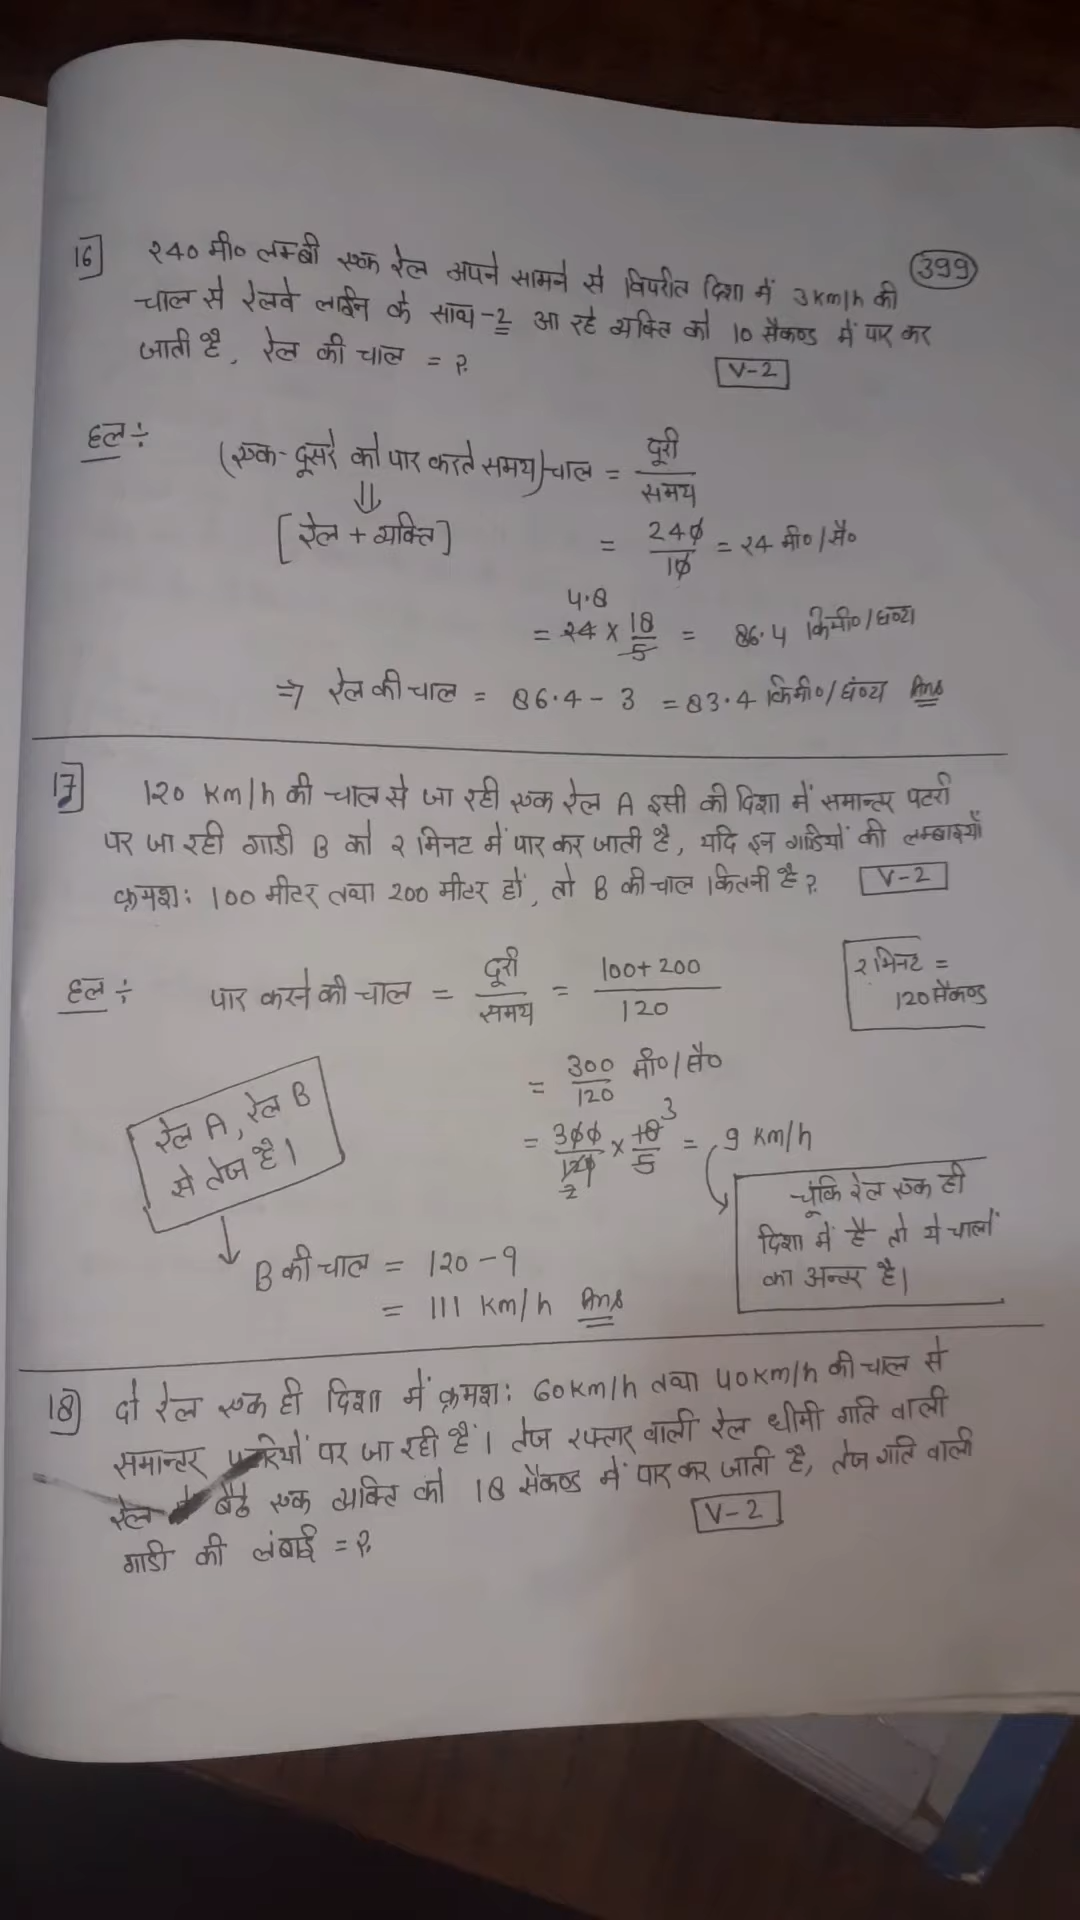 399
16] २४० मी० लम्बी एक रेल अपने सामने से विपरीत दिशा में 3 km/h की
चाल से रेलवे लाईन के साथ-२ आ रहे व्यक्ति को 10 सैकण्ड में पार कर
जाती है, रेल की चाल = ?
V-2
हल ÷ (एक-दूसरे को पार करते समय) चाल = दूरी / समय
⇓
[रेल + व्यक्ति] = 240 / 10 = २4 मी०/सै०
4.8
= २4 × 18 / 5 = 86.4 किमी०/घण्टा
⇒ रेल की चाल = 86.4 - 3 = 83.4 किमी०/घंण्टा Ans
17] 120 Km/h की चाल से जा रही एक रेल A इसी की दिशा में समान्तर पटरी
पर जा रही गाडी B को २ मिनट में पार कर जाती है, यदि इन गाडियों की लम्बाइयाँ
क्रमश: 100 मीटर तथा 200 मीटर हों, तो B की चाल कितनी है ?
V-2
हल ÷ पार करने की चाल = दूरी / समय = 100+200 / 120
२ मिनट =
120 सैकण्ड
= 300 / 120 मी०/सै०
रेल A, रेल B
से तेज है।
= 300 / 120 × 18 / 5 = 9 km/h
2 3
चूंकि रेल एक ही
दिशा में है तो ये चालों
का अन्तर है।
↓
B की चाल = 120 - 9
= 111 Km/h Ans
18] दो रेल एक ही दिशा में क्रमश: 60 Km/h तथा 40 Km/h की चाल से
समान्तर पटरियों पर जा रही हैं। तेज रफ्तार वाली रेल धीमी गति वाली
रेल बैठे एक व्यक्ति को 18 सैकण्ड में पार कर जाती है, तेज गति वाली
गाडी की लंबाई = ?
V-2